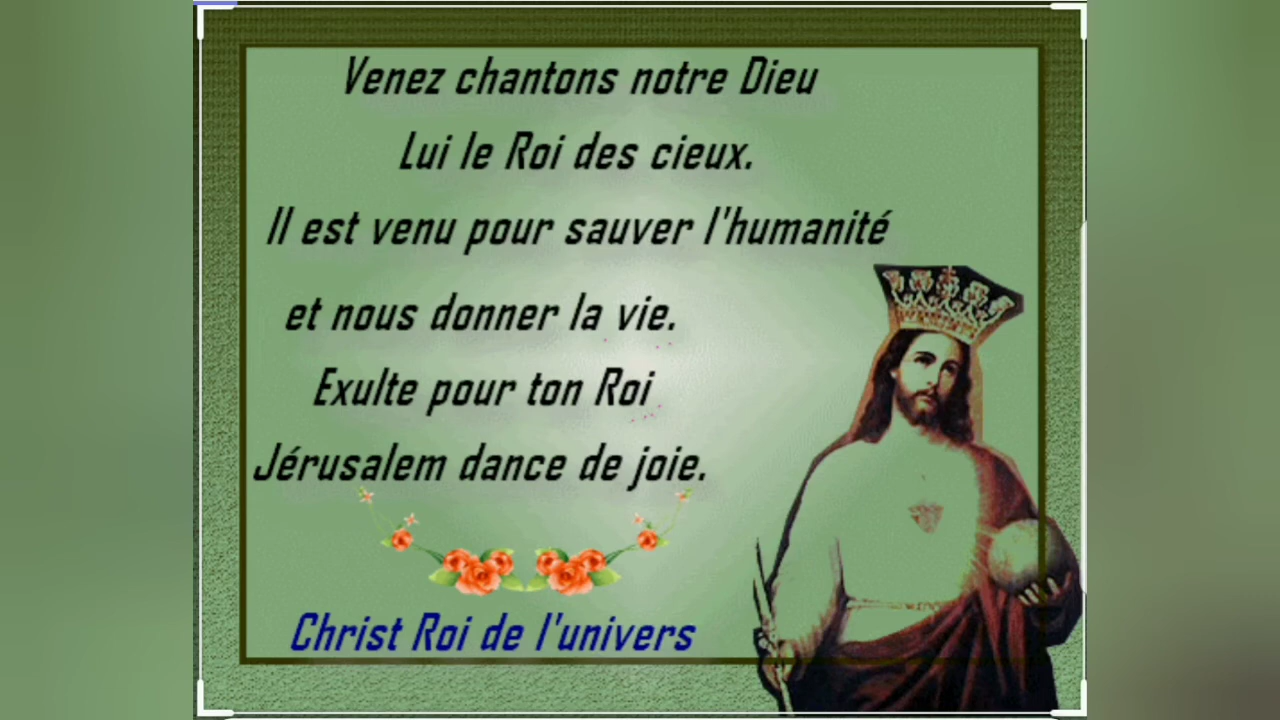 Venez chantons notre Dieu
Lui le Roi des cieux.
Il est venu pour sauver l'humanité
et nous donner la vie.
Exulte pour ton Roi
Jérusalem dance de joie.
Christ Roi de l'univers